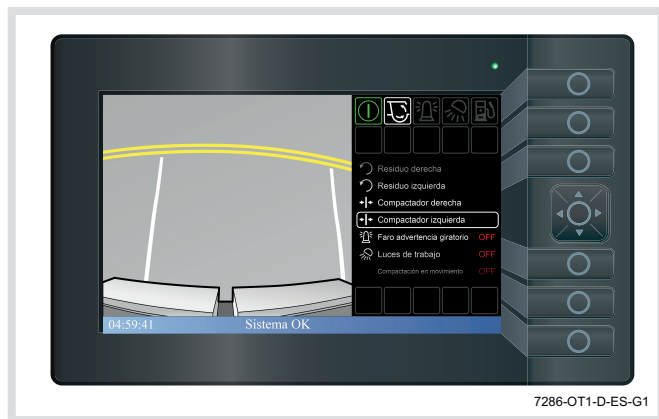 Residuo derecha
Residuo izquierda
Compactador derecha
Compactador izquierda
Faro advertencia giratorio OFF
Luces de trabajo OFF
Compactación en movimiento OFF
04:59:41 Sistema OK
7286-OT1-D-ES-G1